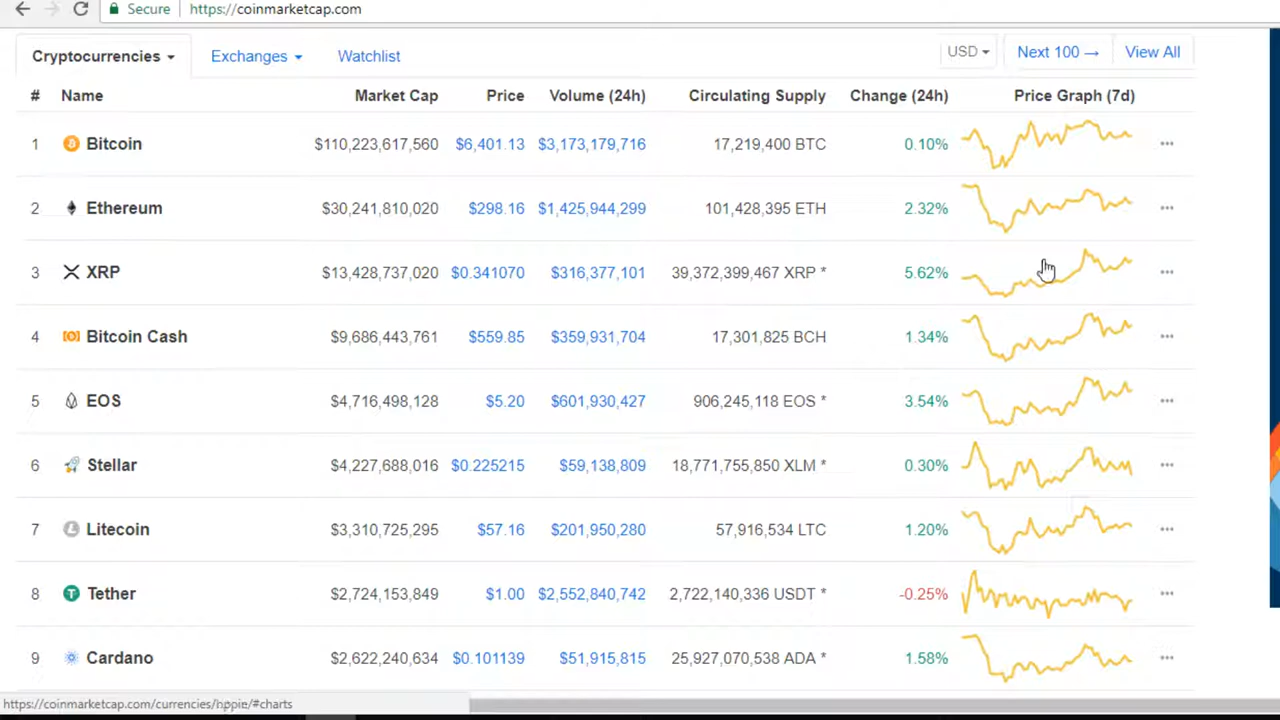 Secure https://coinmarketcap.com
Cryptocurrencies Exchanges Watchlist USD Next 100 → View All
# Name Market Cap Price Volume (24h) Circulating Supply Change (24h) Price Graph (7d)
1 Bitcoin $110,223,617,560 $6,401.13 $3,173,179,716 17,219,400 BTC 0.10%
2 Ethereum $30,241,810,020 $298.16 $1,425,944,299 101,428,395 ETH 2.32%
3 XRP $13,428,737,020 $0.341070 $316,377,101 39,372,399,467 XRP * 5.62%
4 Bitcoin Cash $9,686,443,761 $559.85 $359,931,704 17,301,825 BCH 1.34%
5 EOS $4,716,498,128 $5.20 $601,930,427 906,245,118 EOS * 3.54%
6 Stellar $4,227,688,016 $0.225215 $59,138,809 18,771,755,850 XLM * 0.30%
7 Litecoin $3,310,725,295 $57.16 $201,950,280 57,916,534 LTC 1.20%
8 Tether $2,724,153,849 $1.00 $2,552,840,742 2,722,140,336 USDT * -0.25%
9 Cardano $2,622,240,634 $0.101139 $51,915,815 25,927,070,538 ADA * 1.58%
https://coinmarketcap.com/currencies/ripple/#charts